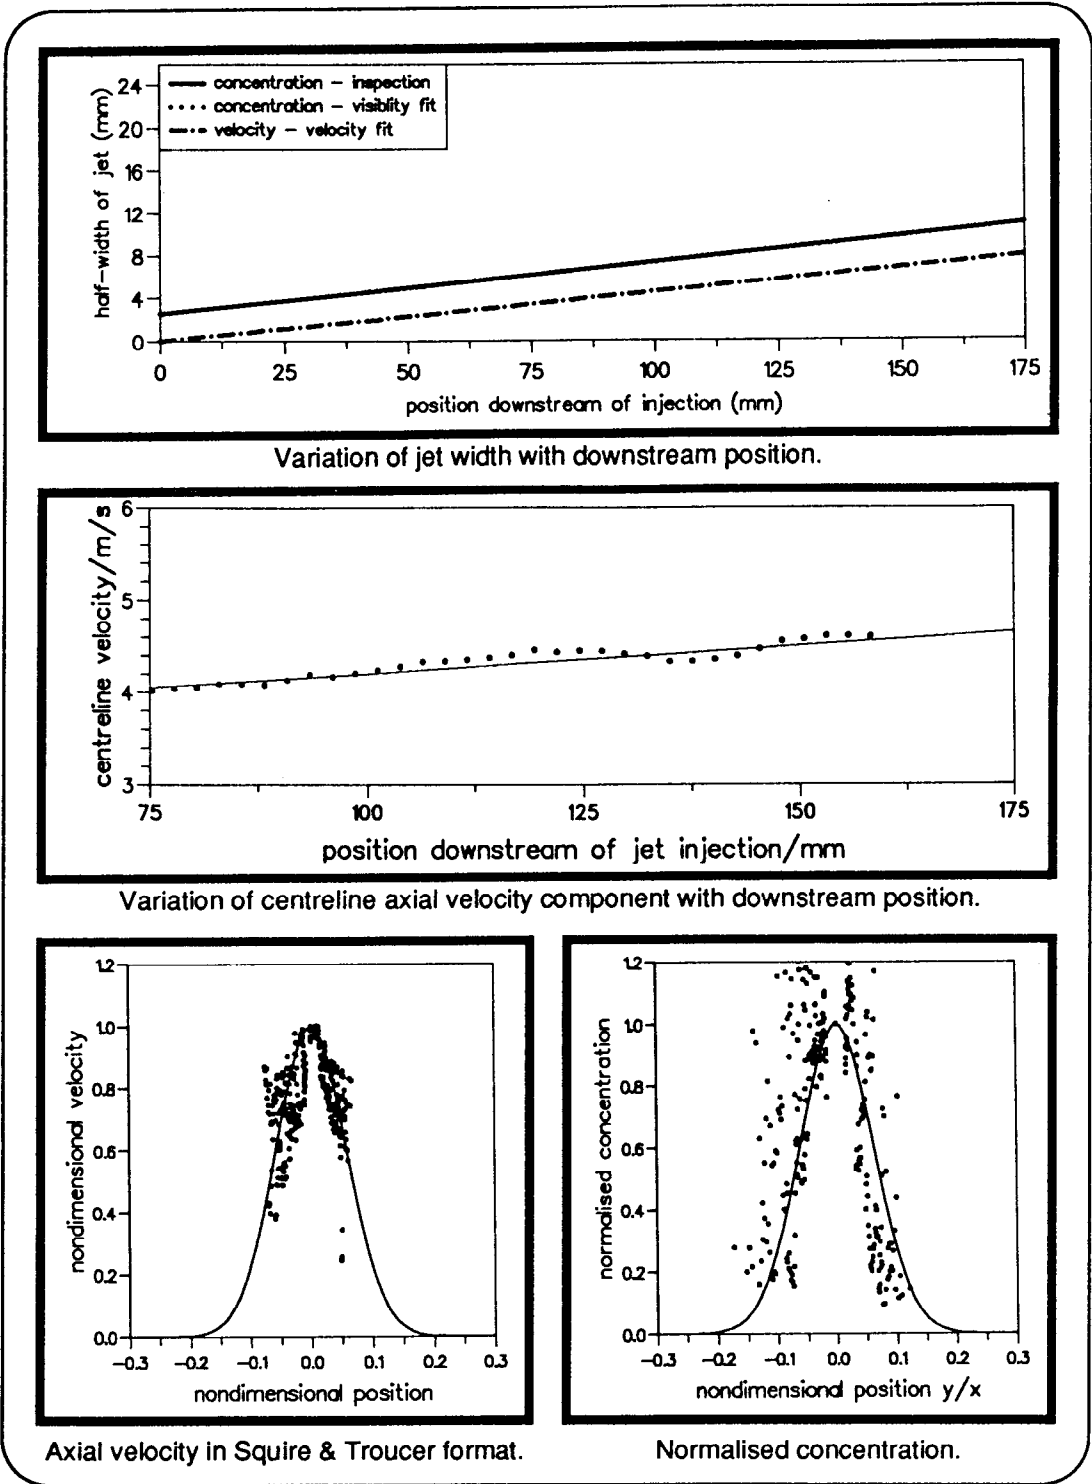 concentration – inspection
concentration – visiblity fit
velocity – velocity fit
half-width of jet (mm)
24
20
16
12
8
4
0
0 25 50 75 100 125 150 175
position downstream of injection (mm)
Variation of jet width with downstream position.
centreline velocity/m/s
6
5
4
3
75 100 125 150 175
position downstream of jet injection/mm
Variation of centreline axial velocity component with downstream position.
nondimensional velocity
1.2
1.0
0.8
0.6
0.4
0.2
0.0
-0.3 -0.2 -0.1 0.0 0.1 0.2 0.3
nondimensional position
Axial velocity in Squire & Troucer format.
normalised concentration
1.2
1.0
0.8
0.6
0.4
0.2
0.0
-0.3 -0.2 -0.1 0.0 0.1 0.2 0.3
nondimensional position y/x
Normalised concentration.